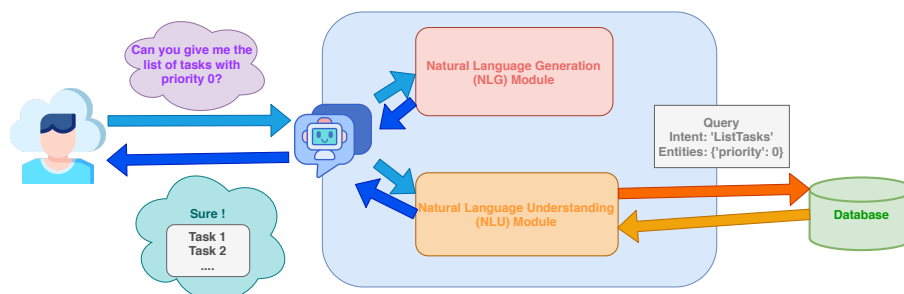 Can you give me the
list of tasks with
priority 0?
Natural Language Generation
(NLG) Module
Query
Intent: 'ListTasks'
Entities: {'priority': 0}
Natural Language Understanding
(NLU) Module
Database
Sure !
Task 1
Task 2
....